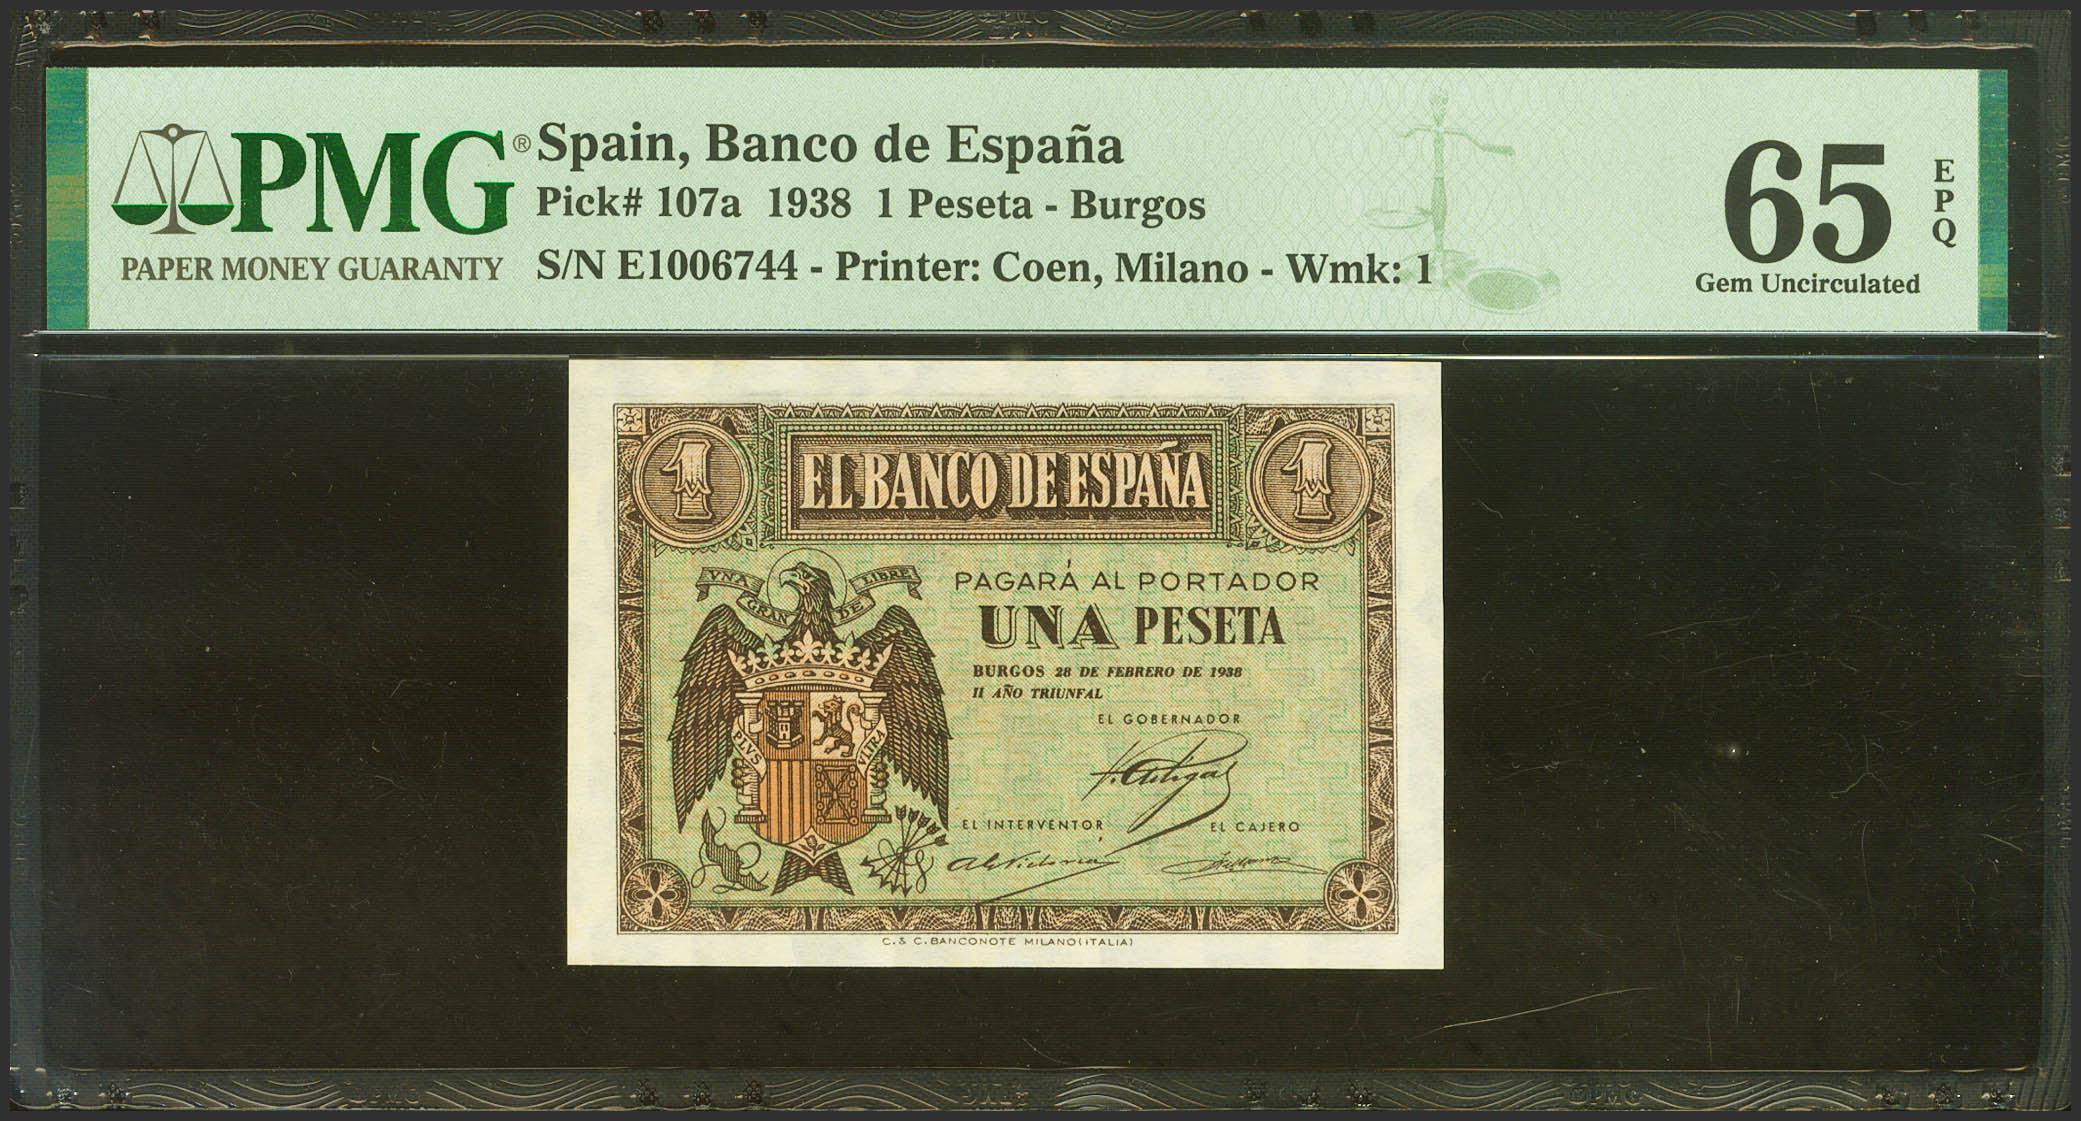 PMG®
PAPER MONEY GUARANTY
Spain, Banco de España
Pick# 107a 1938 1 Peseta - Burgos
S/N E1006744 - Printer: Coen, Milano - Wmk: 1
65
EPQ
Gem Uncirculated
1
EL BANCO DE ESPAÑA
1
VNA GRAN DE LIBRE
PAGARÁ AL PORTADOR
UNA PESETA
BURGOS 28 DE FEBRERO DE 1938
II AÑO TRIUNFAL
EL GOBERNADOR
PLVS VLTRA
EL INTERVENTOR
EL CAJERO
C. & C. BANCONOTE MILANO (ITALIA)